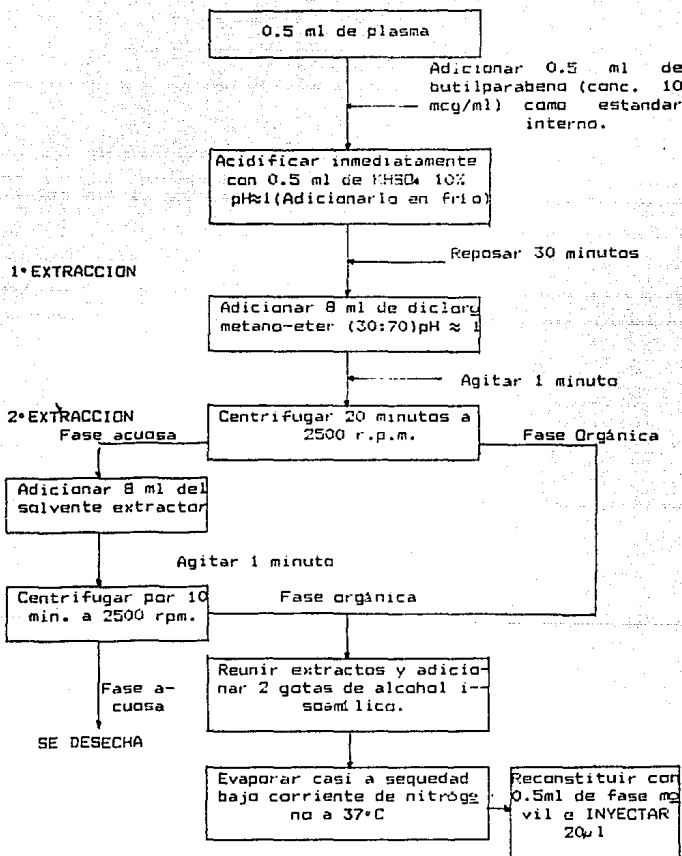 0.5 ml de plasma
Adicionar 0.5 ml de
butilparabeno (conc. 10
mcg/ml) como estandar
interno.
Acidificar inmediatamente
con 0.5 ml de KHSO₄ 10%
pH≈1(Adicionarlo en frio)
Reposar 30 minutos
1ª EXTRACCION
Adicionar 8 ml de dicloro
metano-eter (30:70)pH ≈ 1
Agitar 1 minuto
2ª EXTRACCION
Fase acuosa
Centrifugar 20 minutos a
2500 r.p.m.
Fase Orgánica
Adicionar 8 ml del
solvente extractor
Agitar 1 minuto
Centrifugar por 10
min. a 2500 rpm.
Fase orgánica
Reunir extractos y adicio-
nar 2 gotas de alcohol i--
soamílico.
Fase a-
cuosa
SE DESECHA
Evaporar casi a sequedad
bajo corriente de nitróge
no a 37°C
Reconstituir con
0.5ml de fase mo
vil e INYECTAR
20μl